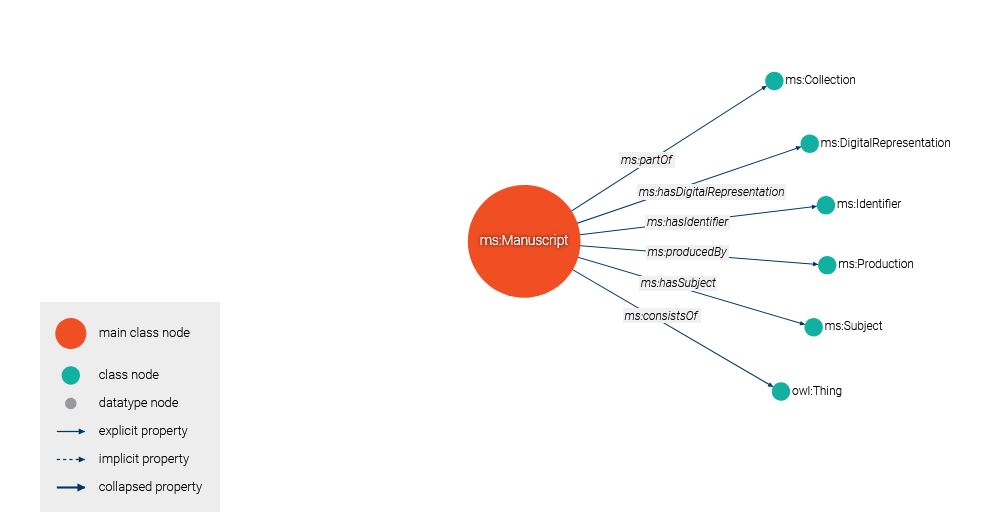 ms:Collection
ms:DigitalRepresentation
ms:partOf
ms:hasDigitalRepresentation
ms:Identifier
ms:hasIdentifier
ms:Manuscript
ms:producedBy
ms:Production
ms:hasSubject
ms:consistsOf
ms:Subject
owl:Thing
main class node
class node
datatype node
explicit property
implicit property
collapsed property